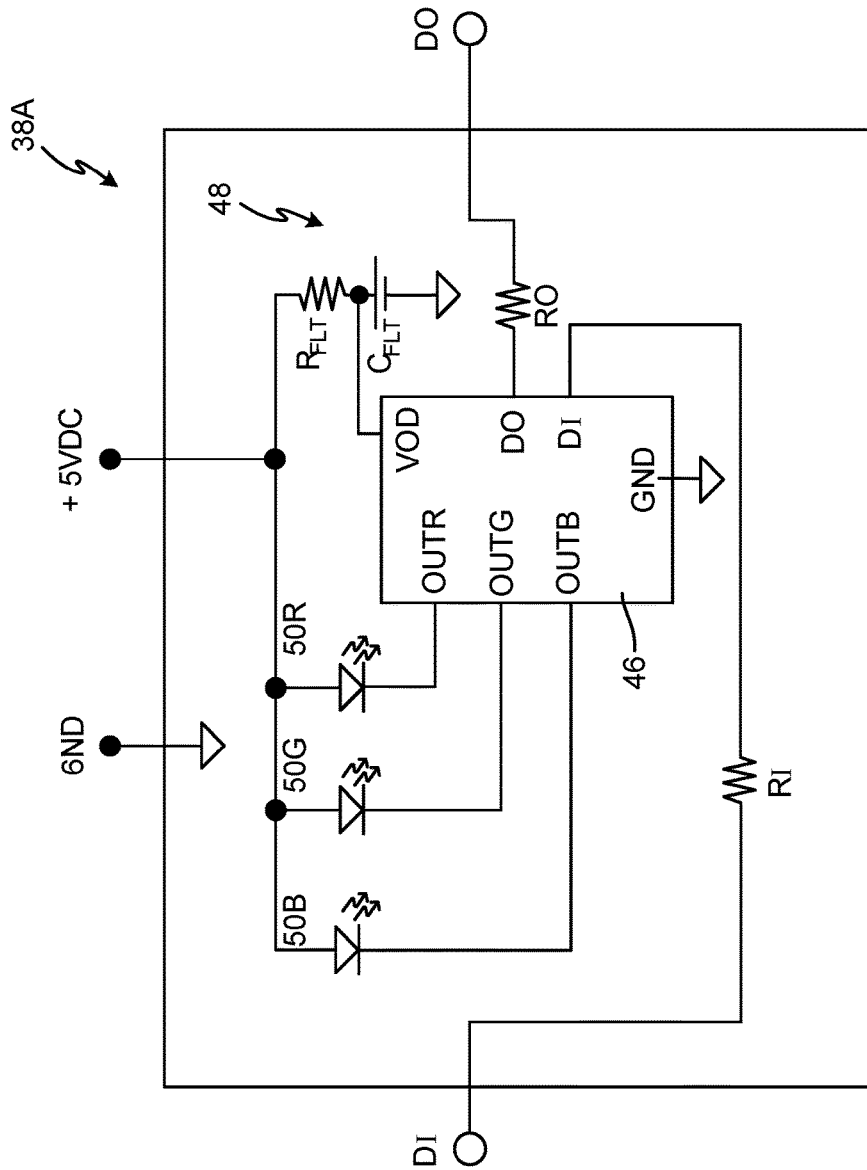 38A
6ND
+ 5VDC
48
50B
50G
50R
RFLT
CFLT
VOD
DI
DO
OUTR
OUTG
DO
RO
OUTB
DI
46
GND
RI